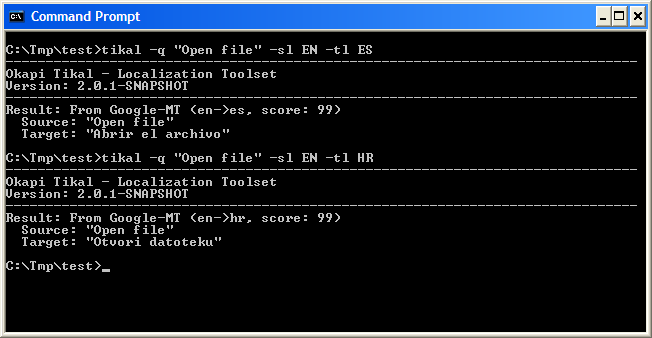 Command Prompt
C:\Tmp\test>tikal -q "Open file" -sl EN -tl ES
Okapi Tikal - Localization Toolset
Version: 2.0.1-SNAPSHOT
Result: From Google-MT (en->es, score: 99)
Source: "Open file"
Target: "Abrir el archivo"
C:\Tmp\test>tikal -q "Open file" -sl EN -tl HR
Okapi Tikal - Localization Toolset
Version: 2.0.1-SNAPSHOT
Result: From Google-MT (en->hr, score: 99)
Source: "Open file"
Target: "Otvori datoteku"
C:\Tmp\test>_